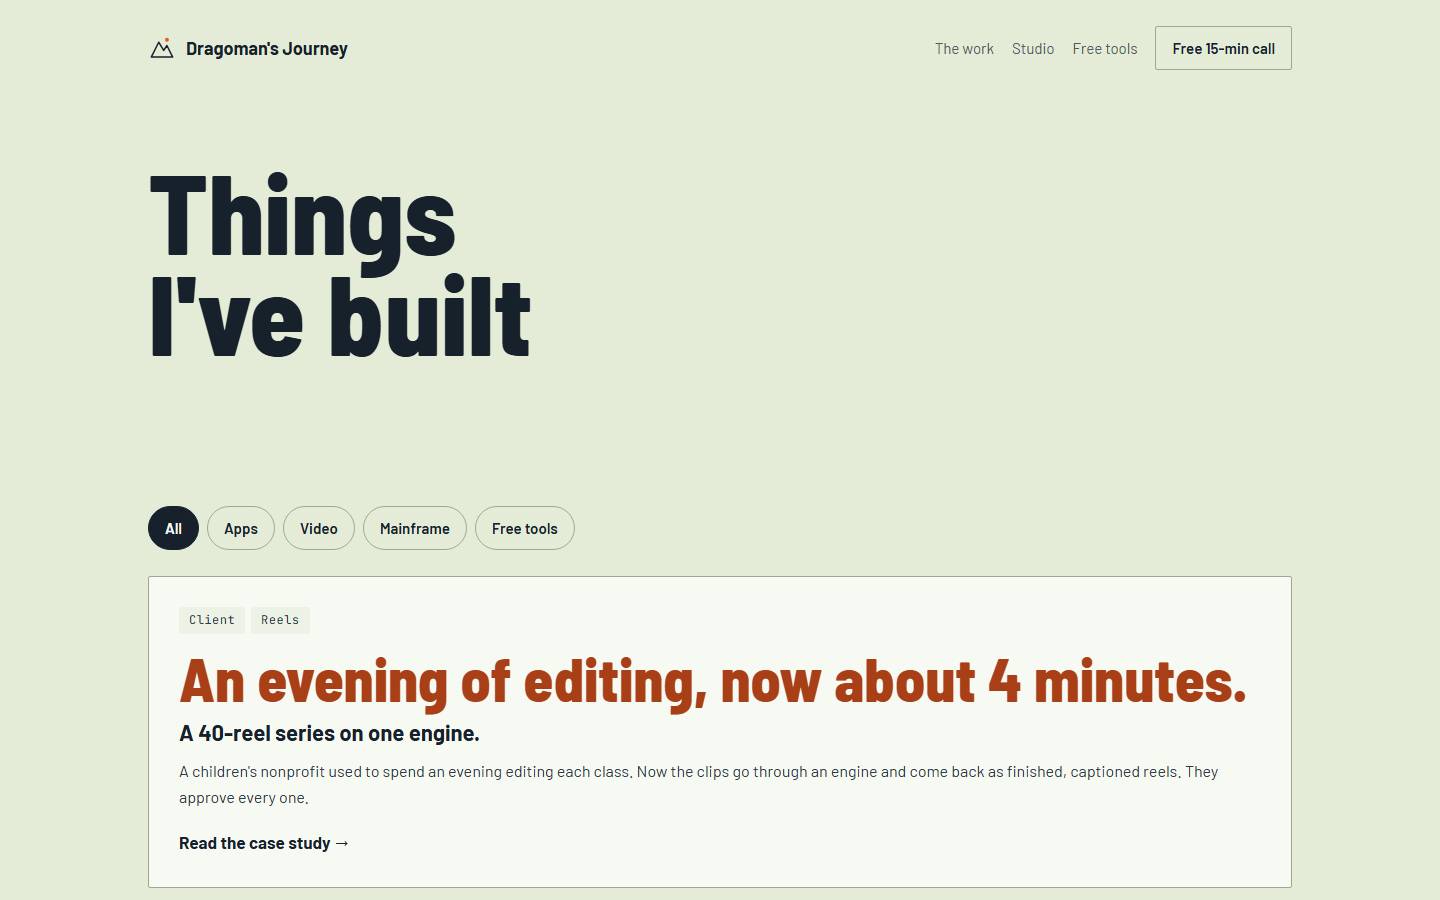 Dragoman's Journey
The work Studio Free tools Free 15-min call
Things
I've built
All Apps Video Mainframe Free tools
Client Reels
An evening of editing, now about 4 minutes.
A 40-reel series on one engine.
A children's nonprofit used to spend an evening editing each class. Now the clips go through an engine and come back as finished, captioned reels. They
approve every one.
Read the case study →